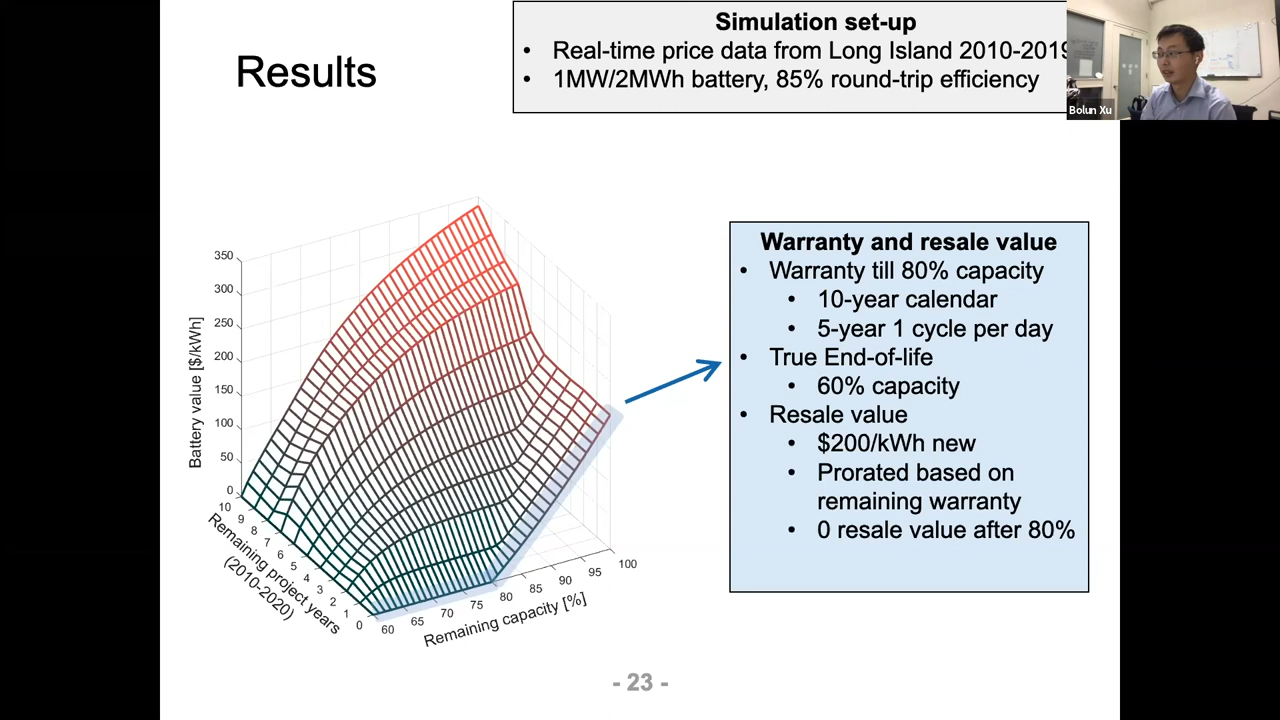 Results
Simulation set-up
• Real-time price data from Long Island 2010-2019
• 1MW/2MWh battery, 85% round-trip efficiency
Bolun Xu
Battery value [$/kWh]
350
300
250
200
150
100
50
0
10
9
8
7
6
5
4
3
2
1
0
Remaining project years
(2010-2020)
60
65
70
75
80
85
90
95
100
Remaining capacity [%]
Warranty and resale value
• Warranty till 80% capacity
• 10-year calendar
• 5-year 1 cycle per day
• True End-of-life
• 60% capacity
• Resale value
• $200/kWh new
• Prorated based on
remaining warranty
• 0 resale value after 80%
- 23 -